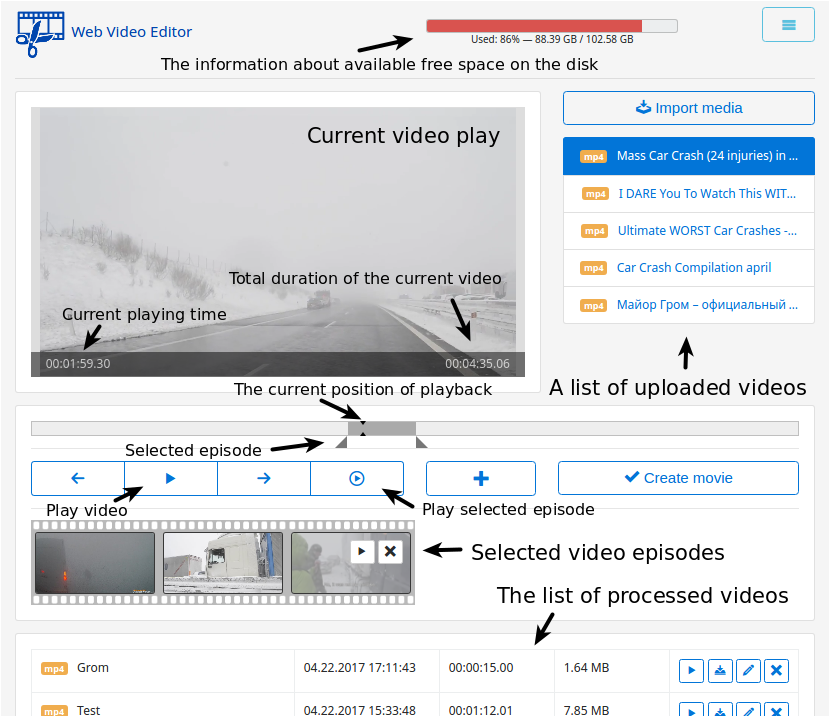 Web Video Editor
Used: 86% — 88.39 GB / 102.58 GB
The information about available free space on the disk
Current video play
Total duration of the current video
Current playing time
00:01:59.30
00:04:35.06
Import media
mp4 Mass Car Crash (24 injuries) in ...
mp4 I DARE You To Watch This WIT...
mp4 Ultimate WORST Car Crashes -...
mp4 Car Crash Compilation april
mp4 Майор Гром – официальный ...
A list of uploaded videos
The current position of playback
Selected episode
Create movie
Play video
Play selected episode
Selected video episodes
The list of processed videos
mp4 Grom 04.22.2017 17:11:43 00:00:15.00 1.64 MB
mp4 Test 04.22.2017 15:33:48 00:01:12.01 7.85 MB